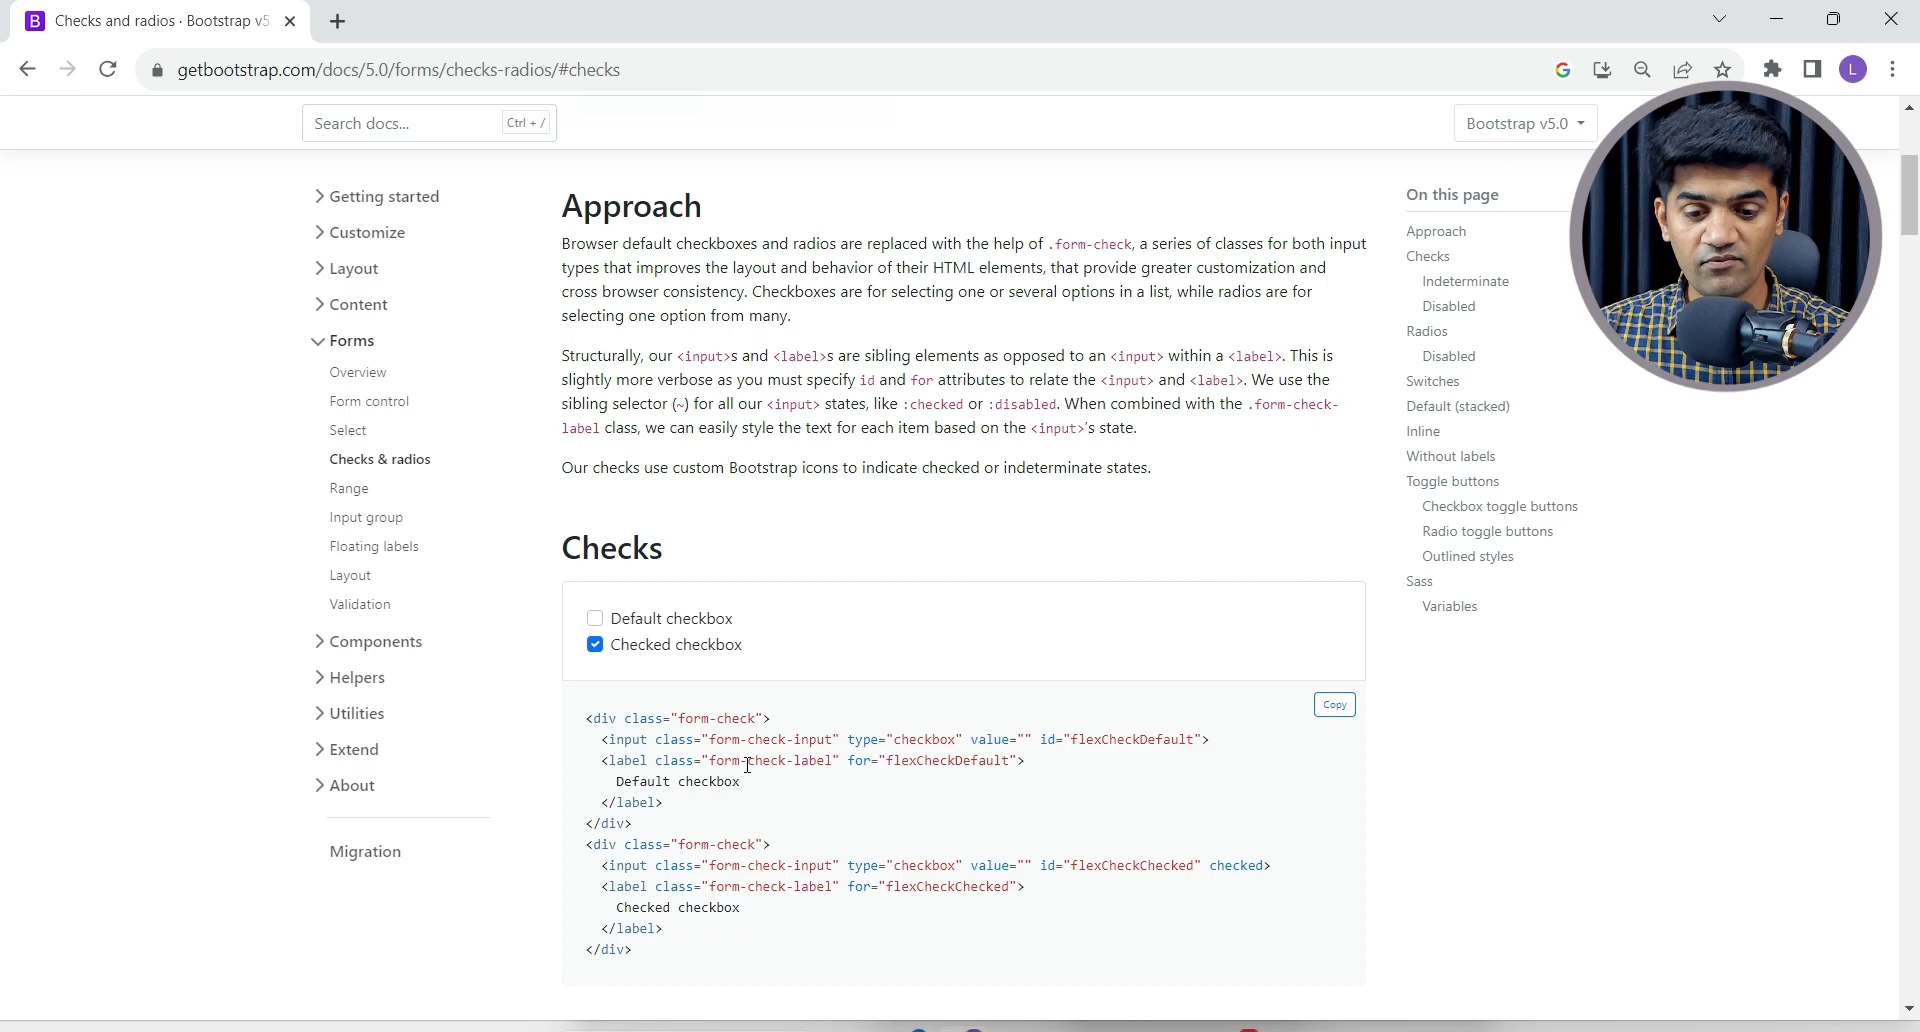 Checks and radios · Bootstrap v5
getbootstrap.com/docs/5.0/forms/checks-radios/#checks
L
Search docs... Ctrl + /
Bootstrap v5.0
Getting started
Customize
Layout
Content
Forms
Overview
Form control
Select
Checks & radios
Range
Input group
Floating labels
Layout
Validation
Components
Helpers
Utilities
Extend
About
Migration
Approach
Browser default checkboxes and radios are replaced with the help of .form-check, a series of classes for both input
types that improves the layout and behavior of their HTML elements, that provide greater customization and
cross browser consistency. Checkboxes are for selecting one or several options in a list, while radios are for
selecting one option from many.
Structurally, our <input>s and <label>s are sibling elements as opposed to an <input> within a <label>. This is
slightly more verbose as you must specify id and for attributes to relate the <input> and <label>. We use the
sibling selector (~) for all our <input> states, like :checked or :disabled. When combined with the .form-check-
label class, we can easily style the text for each item based on the <input>'s state.
Our checks use custom Bootstrap icons to indicate checked or indeterminate states.
Checks
Default checkbox
Checked checkbox
Copy
<div class="form-check">
<input class="form-check-input" type="checkbox" value="" id="flexCheckDefault">
<label class="form-check-label" for="flexCheckDefault">
Default checkbox
</label>
</div>
<div class="form-check">
<input class="form-check-input" type="checkbox" value="" id="flexCheckChecked" checked>
<label class="form-check-label" for="flexCheckChecked">
Checked checkbox
</label>
</div>
On this page
Approach
Checks
Indeterminate
Disabled
Radios
Disabled
Switches
Default (stacked)
Inline
Without labels
Toggle buttons
Checkbox toggle buttons
Radio toggle buttons
Outlined styles
Sass
Variables